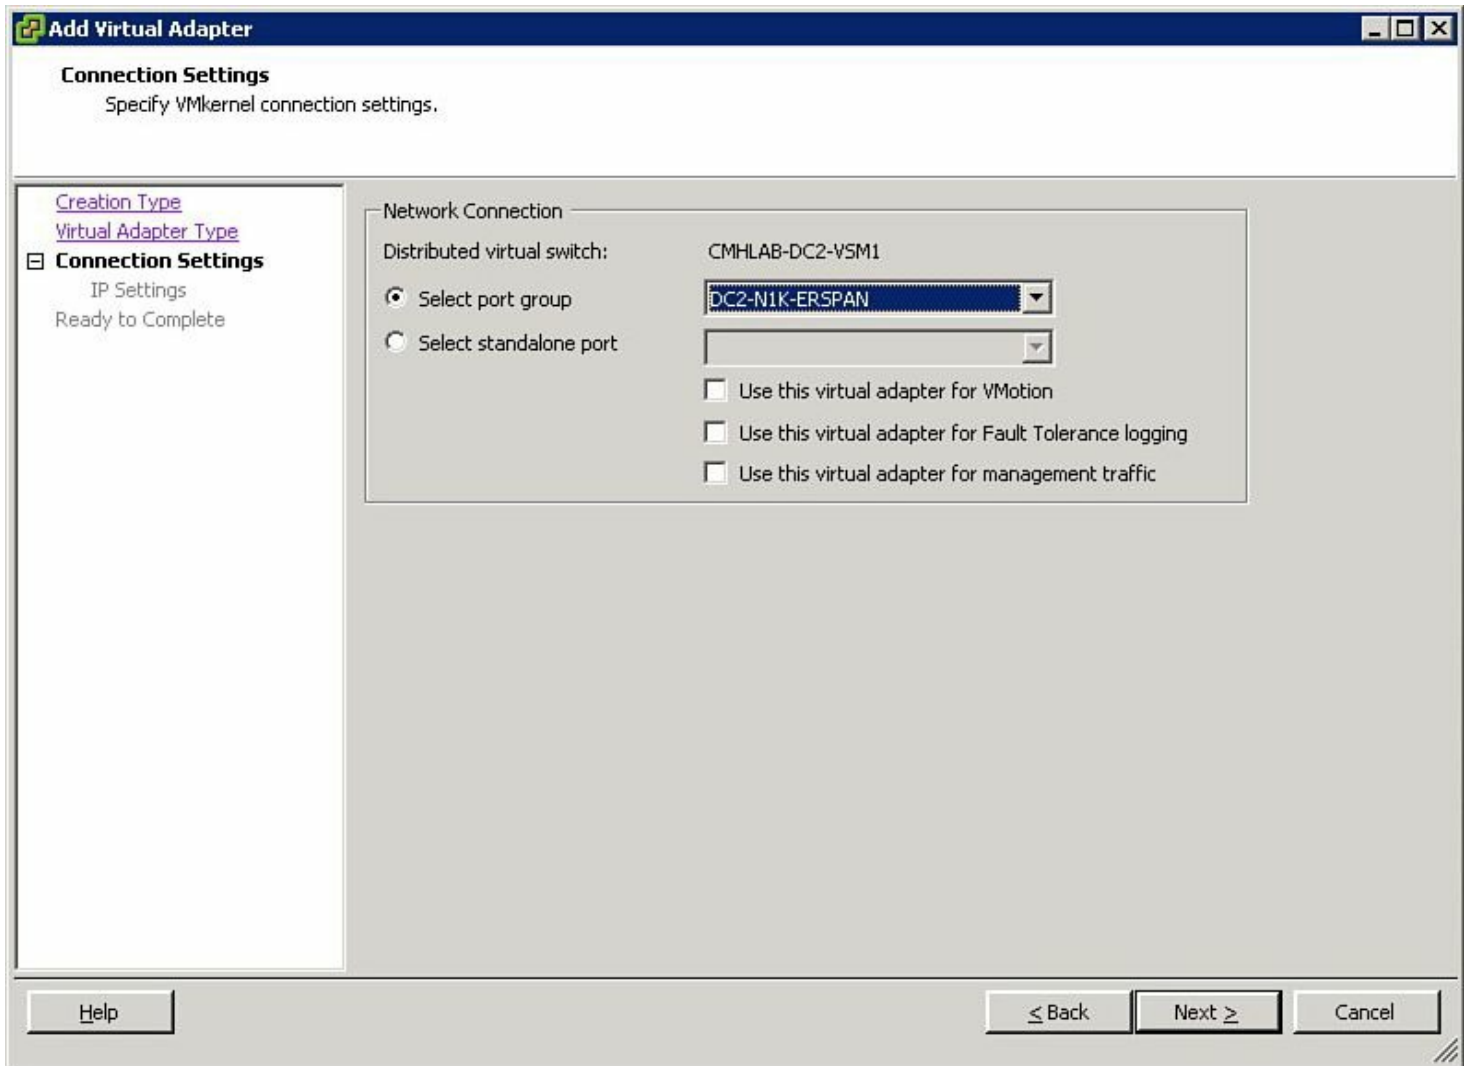 Add Virtual Adapter
Connection Settings
Specify VMkernel connection settings.
Creation Type
Virtual Adapter Type
Connection Settings
IP Settings
Ready to Complete
Network Connection
Distributed virtual switch: CMHLAB-DC2-VSM1
Select port group DC2-N1K-ERSPAN
Select standalone port
Use this virtual adapter for VMotion
Use this virtual adapter for Fault Tolerance logging
Use this virtual adapter for management traffic
Help < Back Next > Cancel